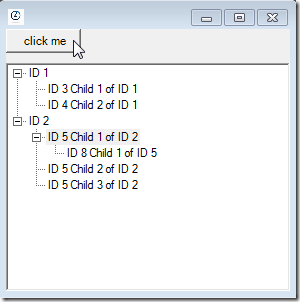 click me
ID 1
ID 3 Child 1 of ID 1
ID 4 Child 2 of ID 1
ID 2
ID 5 Child 1 of ID 2
ID 8 Child 1 of ID 5
ID 5 Child 2 of ID 2
ID 5 Child 3 of ID 2